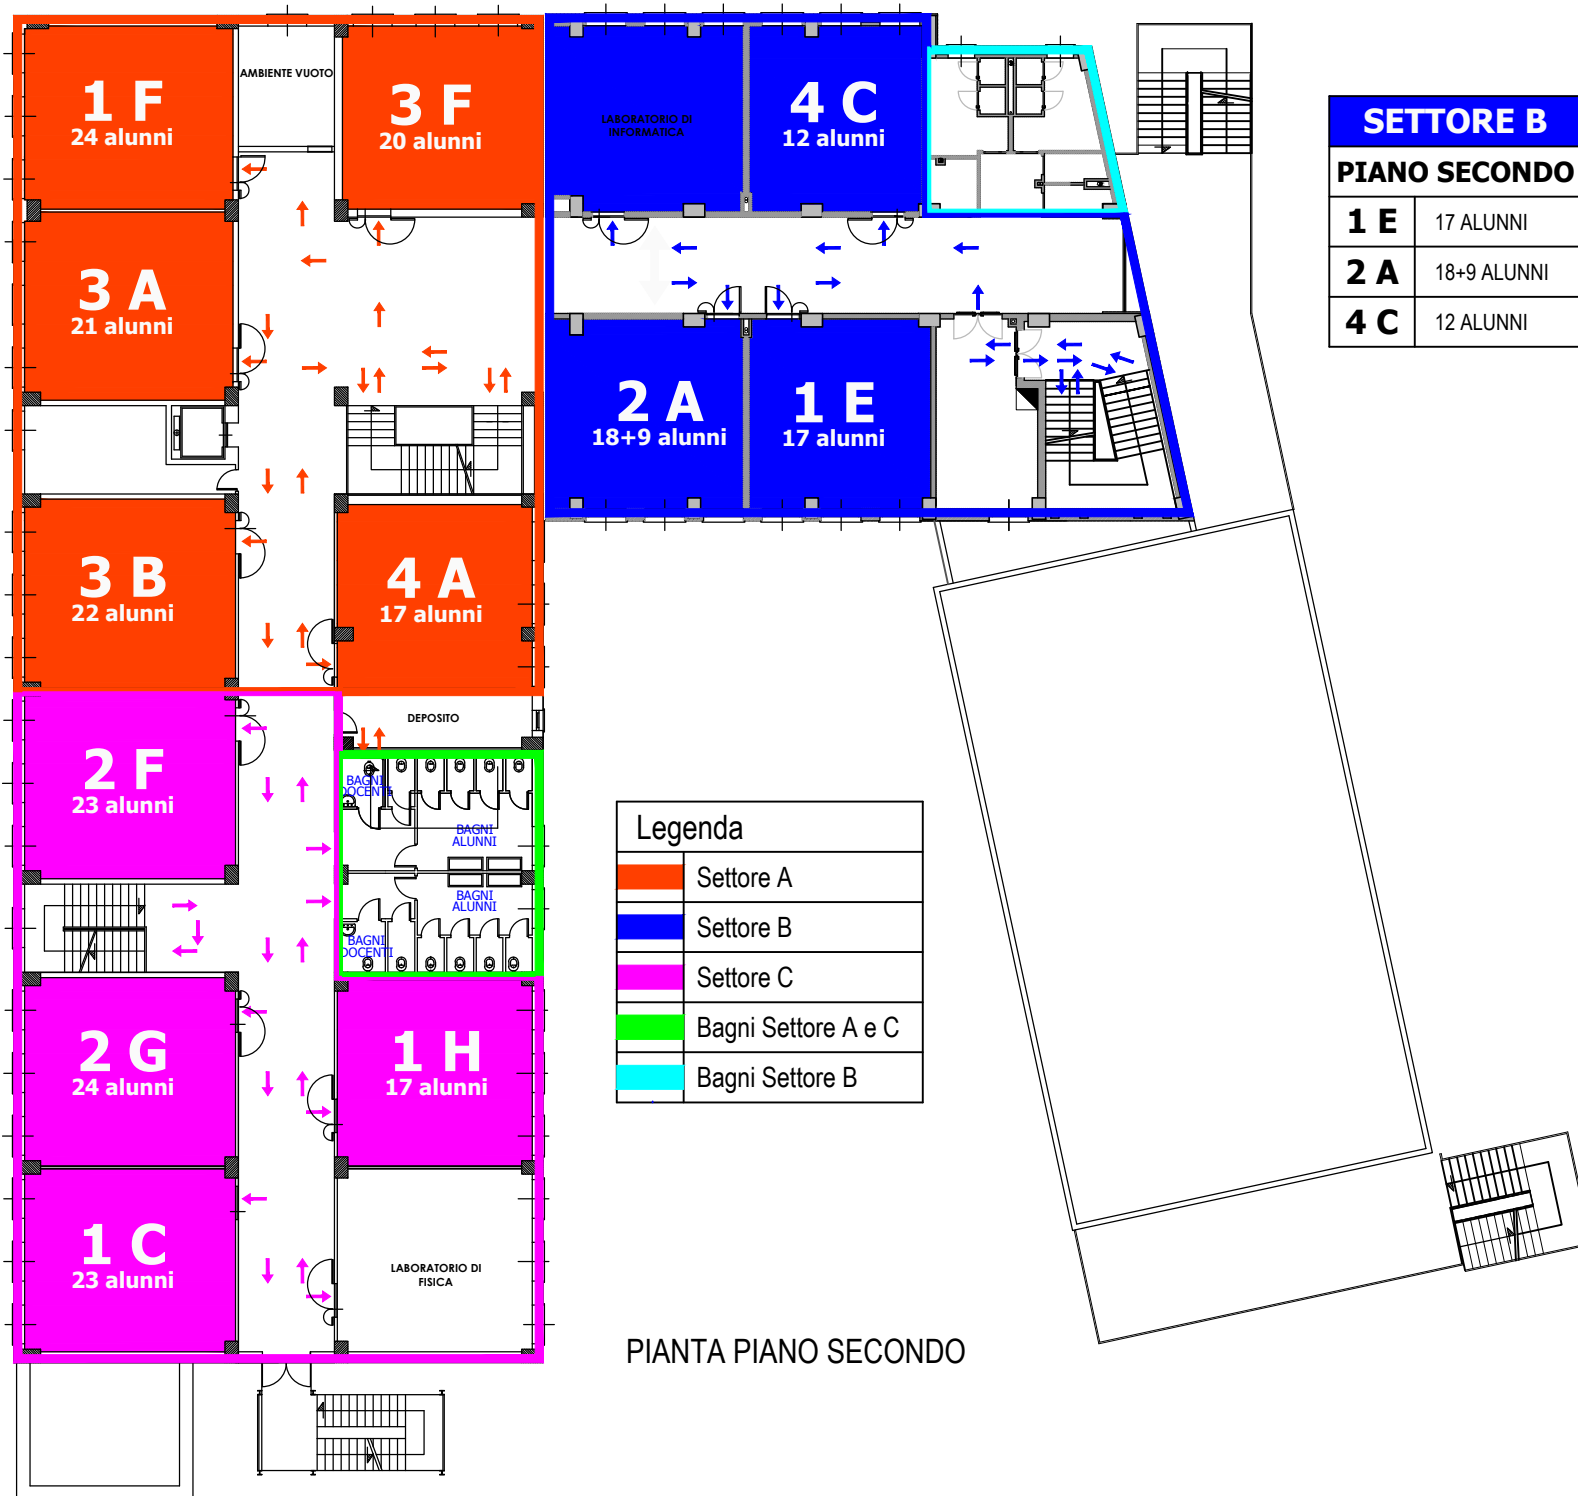 1 F
24 alunni
AMBIENTE VUOTO
3 F
20 alunni
LABORATORIO DI
INFORMATICA
4 C
12 alunni
SETTORE B
PIANO SECONDO
1 E 17 ALUNNI
2 A 18+9 ALUNNI
4 C 12 ALUNNI
3 A
21 alunni
2 A
18+9 alunni
1 E
17 alunni
3 B
22 alunni
4 A
17 alunni
DEPOSITO
2 F
23 alunni
BAGNI
DOCENTI
BAGNI
ALUNNI
BAGNI
ALUNNI
BAGNI
DOCENTI
Legenda
Settore A
Settore B
Settore C
Bagni Settore A e C
Bagni Settore B
2 G
24 alunni
1 H
17 alunni
1 C
23 alunni
LABORATORIO DI
FISICA
PIANTA PIANO SECONDO